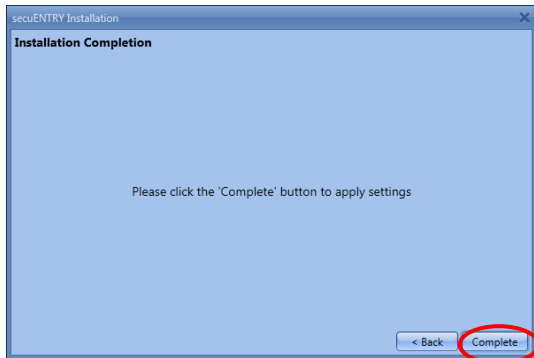 secuENTRY Installation
Installation Completion
Please click the 'Complete' button to apply settings
< Back
Complete